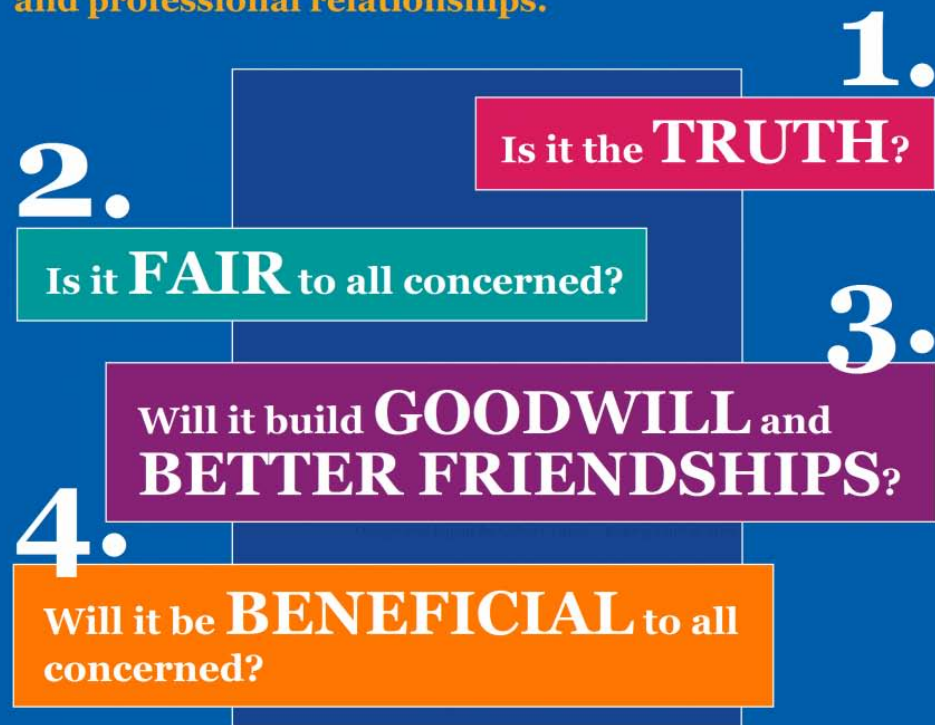 and professional relationships.
1.
Is it the TRUTH?
2.
Is it FAIR to all concerned?
3.
Will it build GOODWILL and
BETTER FRIENDSHIPS?
4.
Will it be BENEFICIAL to all
concerned?